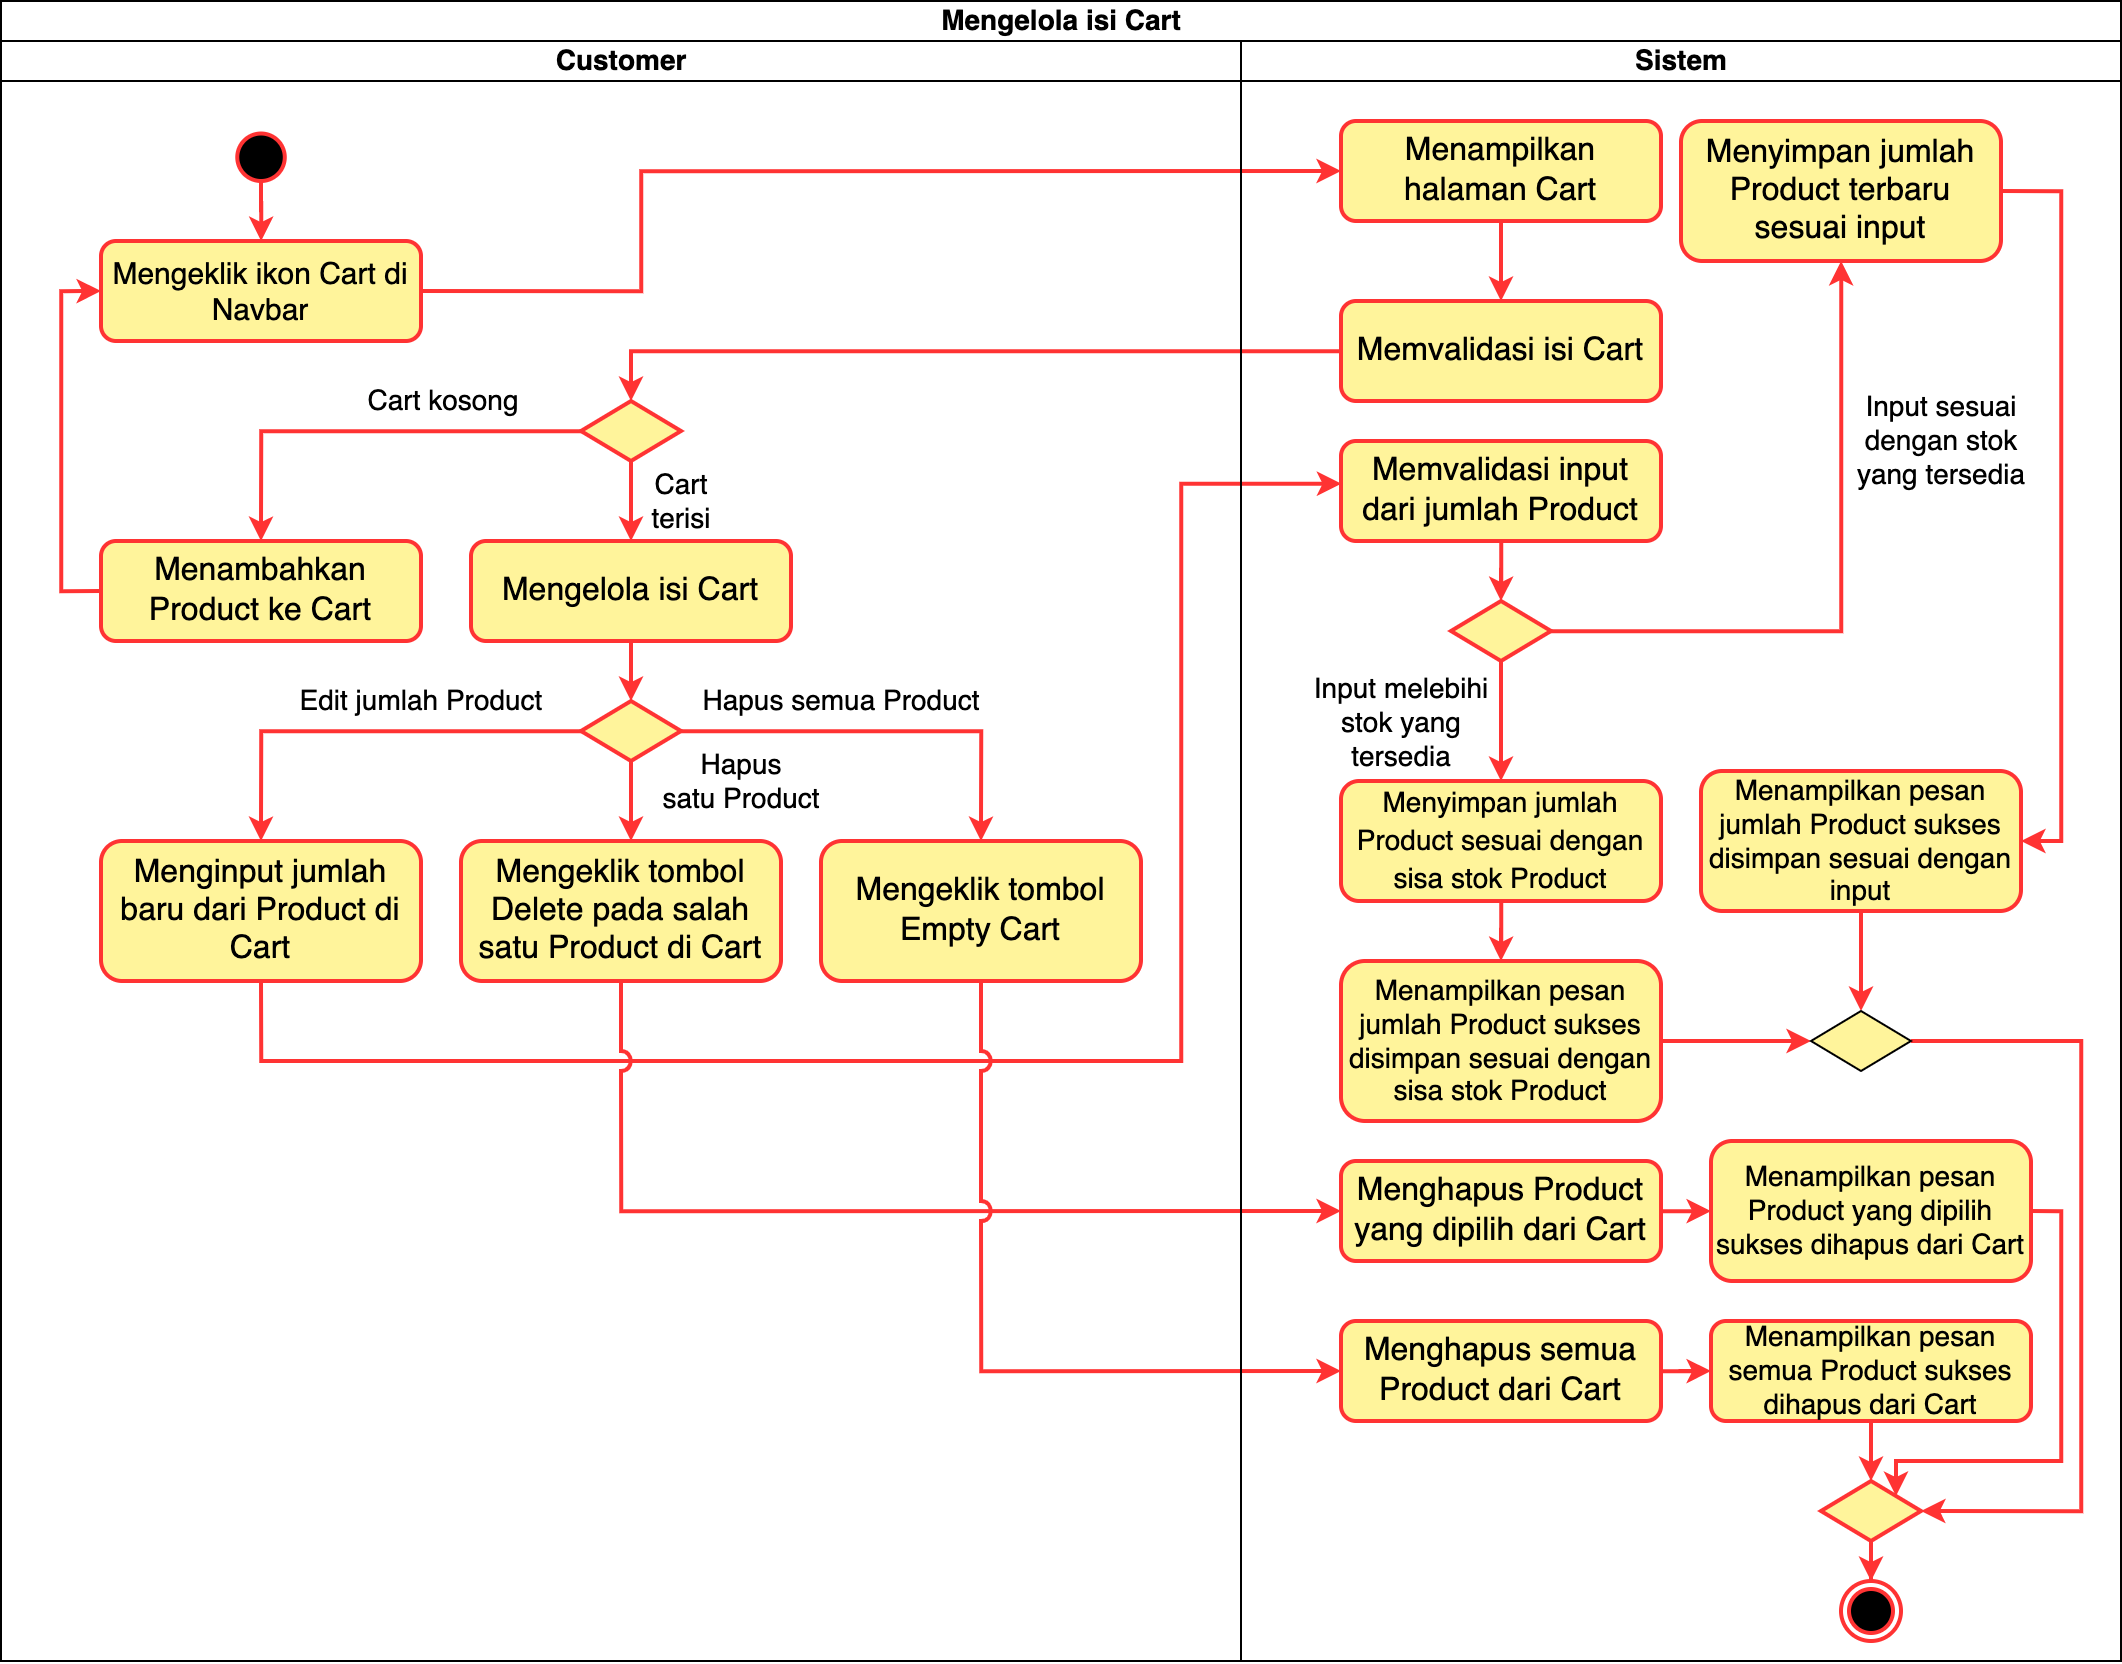 Mengelola isi Cart
Customer
Sistem
Mengeklik ikon Cart di
Navbar
Cart kosong
Cart
terisi
Menambahkan
Product ke Cart
Mengelola isi Cart
Edit jumlah Product
Hapus semua Product
Hapus
satu Product
Menginput jumlah
baru dari Product di
Cart
Mengeklik tombol
Delete pada salah
satu Product di Cart
Mengeklik tombol
Empty Cart
Menampilkan
halaman Cart
Menyimpan jumlah
Product terbaru
sesuai input
Memvalidasi isi Cart
Input sesuai
dengan stok
yang tersedia
Memvalidasi input
dari jumlah Product
Input melebihi
stok yang
tersedia
Menyimpan jumlah
Product sesuai dengan
sisa stok Product
Menampilkan pesan
jumlah Product sukses
disimpan sesuai dengan
input
Menampilkan pesan
jumlah Product sukses
disimpan sesuai dengan
sisa stok Product
Menghapus Product
yang dipilih dari Cart
Menampilkan pesan
Product yang dipilih
sukses dihapus dari Cart
Menghapus semua
Product dari Cart
Menampilkan pesan
semua Product sukses
dihapus dari Cart